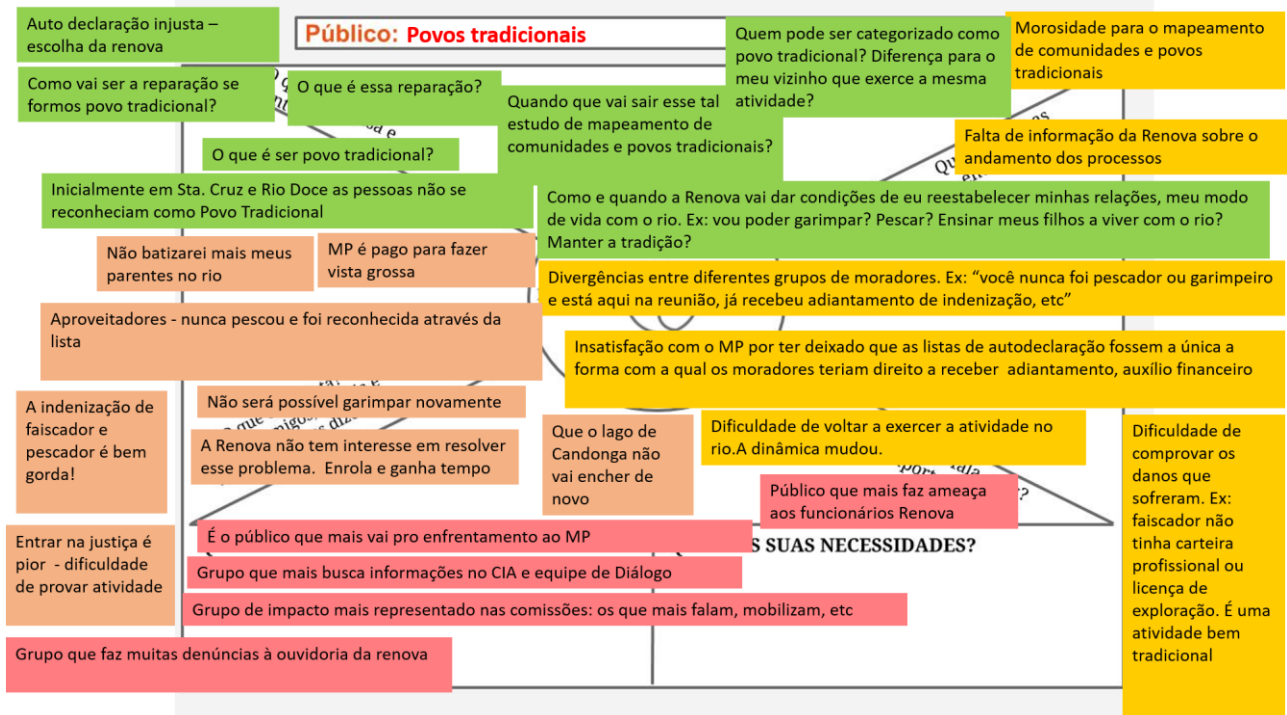 Auto declaração injusta –
escolha da renova
Público: Povos tradicionais
Quem pode ser categorizado como
povo tradicional? Diferença para o
meu vizinho que exerce a mesma
atividade?
Morosidade para o mapeamento
de comunidades e povos
tradicionais
Como vai ser a reparação se
formos povo tradicional?
O que é essa reparação?
Quando que vai sair esse tal
estudo de mapeamento de
comunidades e povos tradicionais?
Falta de informação da Renova sobre o
andamento dos processos
O que é ser povo tradicional?
Inicialmente em Sta. Cruz e Rio Doce as pessoas não se
reconheciam como Povo Tradicional
Como e quando a Renova vai dar condições de eu reestabelecer minhas relações, meu modo
de vida com o rio. Ex: vou poder garimpar? Pescar? Ensinar meus filhos a viver com o rio?
Manter a tradição?
Não batizarei mais meus
parentes no rio
MP é pago para fazer
vista grossa
Divergências entre diferentes grupos de moradores. Ex: “você nunca foi pescador ou garimpeiro
e está aqui na reunião, já recebeu adiantamento de indenização, etc”
Aproveitadores - nunca pescou e foi reconhecida através da
lista
Insatisfação com o MP por ter deixado que as listas de autodeclaração fossem a única a
forma com a qual os moradores teriam direito a receber adiantamento, auxílio financeiro
A indenização de
faiscador e
pescador é bem
gorda!
Não será possível garimpar novamente
A Renova não tem interesse em resolver
esse problema. Enrola e ganha tempo
Que o lago de
Candonga não
vai encher de
novo
Dificuldade de voltar a exercer a atividade no
rio.A dinâmica mudou.
Dificuldade de
comprovar os
danos que
sofreram. Ex:
faiscador não
tinha carteira
profissional ou
licença de
exploração. É uma
atividade bem
tradicional
Público que mais faz ameaça
aos funcionários Renova
Entrar na justiça é
pior - dificuldade
de provar atividade
É o público que mais vai pro enfrentamento ao MP
S SUAS NECESSIDADES?
Grupo que mais busca informações no CIA e equipe de Diálogo
Grupo de impacto mais representado nas comissões: os que mais falam, mobilizam, etc
Grupo que faz muitas denúncias à ouvidoria da renova